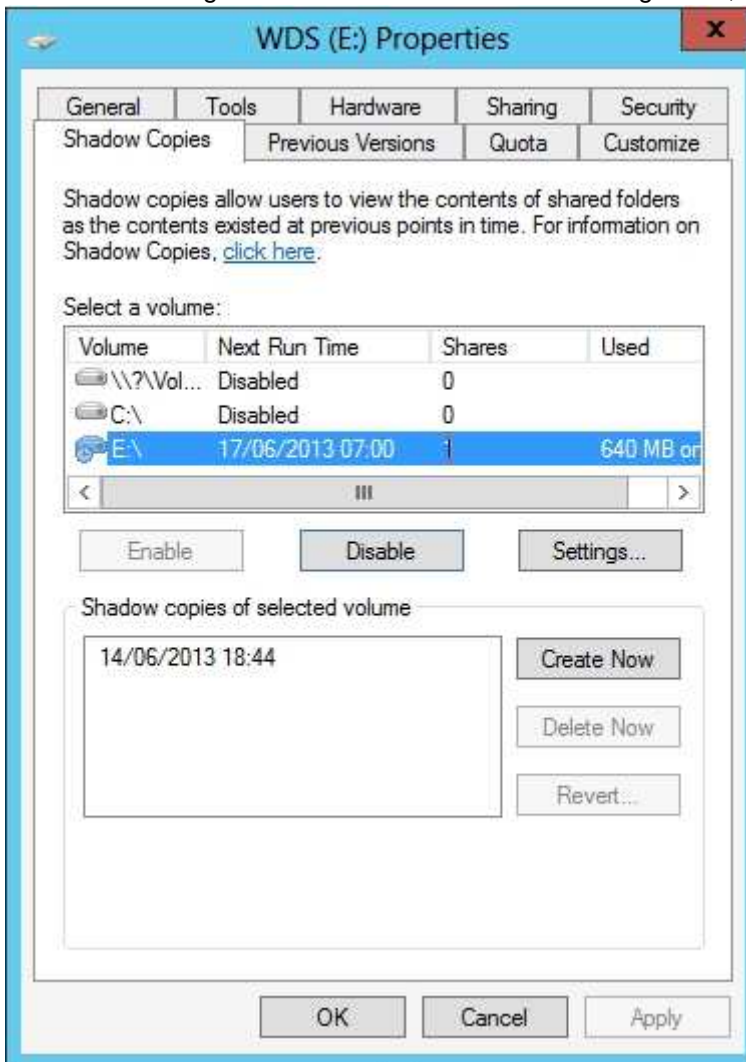 WDS (E:) Properties
x
General Tools Hardware Sharing Security
Shadow Copies Previous Versions Quota Customize
Shadow copies allow users to view the contents of shared folders
as the contents existed at previous points in time. For information on
Shadow Copies, click here.
Select a volume:
Volume Next Run Time Shares Used
\\?\Vol... Disabled 0
C:\ Disabled 0
E:\ 17/06/2013 07:00 1 640 MB on
Enable Disable Settings...
Shadow copies of selected volume
14/06/2013 18:44
Create Now
Delete Now
Revert...
OK Cancel Apply